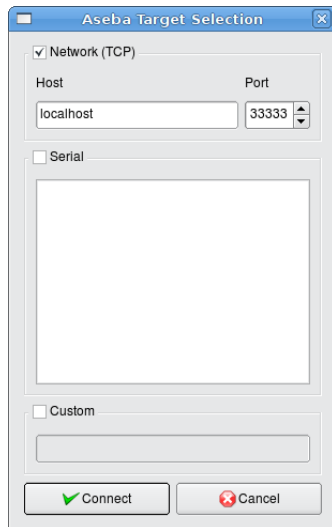 Aseba Target Selection
Network (TCP)
Host Port
localhost 33333
Serial
Custom
Connect Cancel